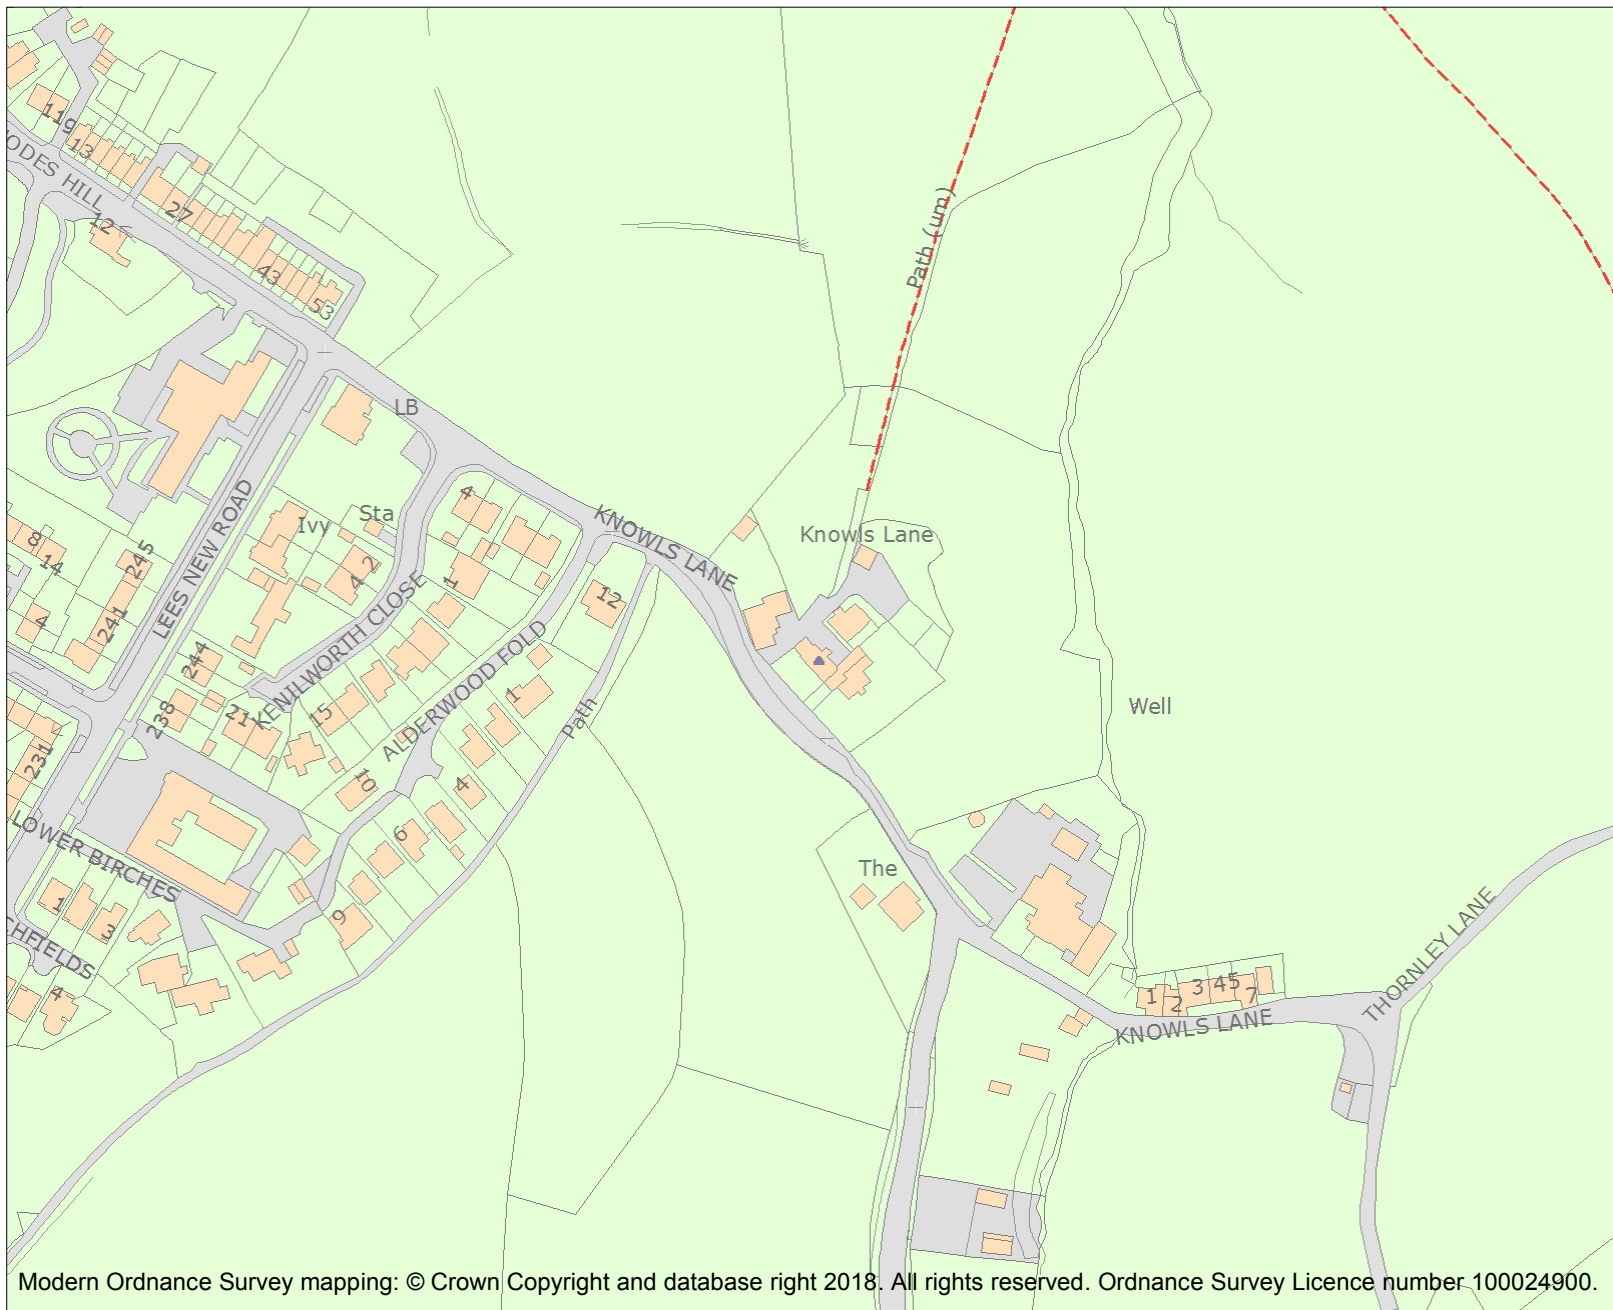 119
13
ODES HILL
12
27
43
53
Path (um)
LB
KNOWLS LANE
4
Ivy
Sta
Knowls Lane
8
14
245
LEES NEW ROAD
4 2
1
12
4
241
KENILWORTH CLOSE
ALDERWOOD FOLD
244
1
238
21
15
Path
Well
231
10
4
LOWER BIRCHES
6
The
1
3
9
HFIELDS
4
THORNLEY LANE
1
2
3
4
5
7
KNOWLS LANE
Modern Ordnance Survey mapping: © Crown Copyright and database right 2018. All rights reserved. Ordnance Survey Licence number 100024900.